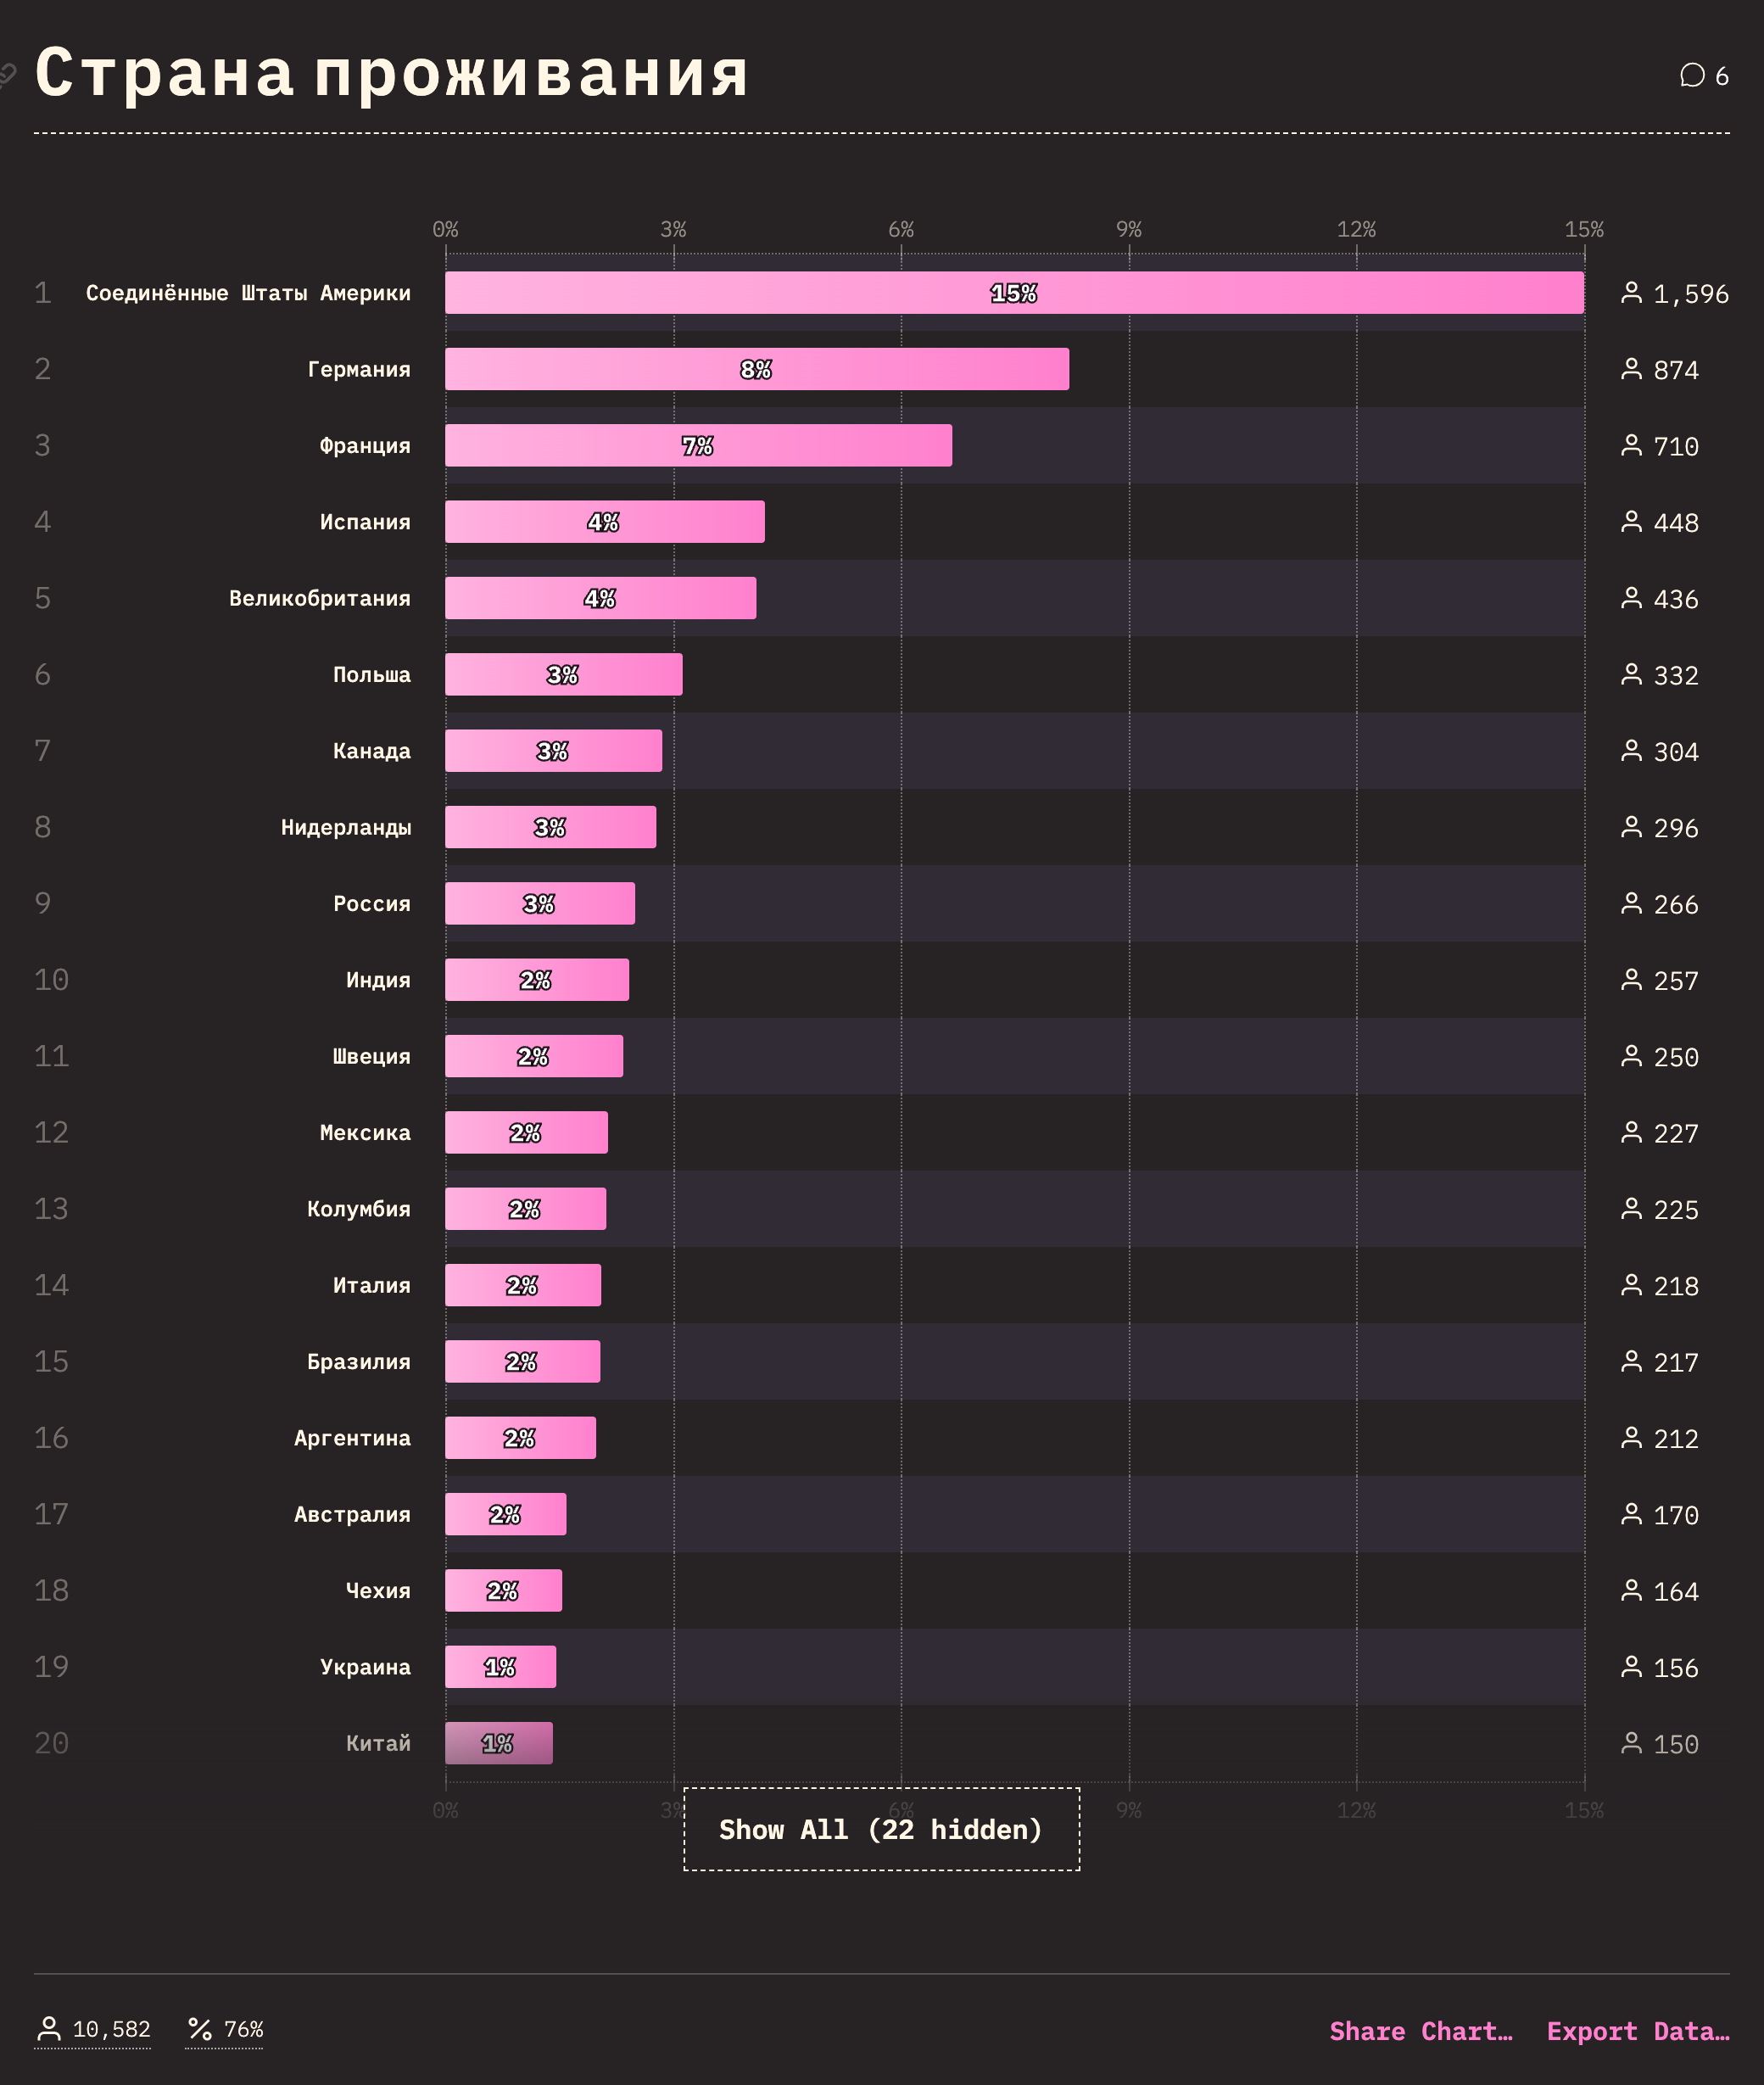 Страна проживания
6
0% 3% 6% 9% 12% 15%
1 Соединённые Штаты Америки 15% 1,596
2 Германия 8% 874
3 Франция 7% 710
4 Испания 4% 448
5 Великобритания 4% 436
6 Польша 3% 332
7 Канада 3% 304
8 Нидерланды 3% 296
9 Россия 3% 266
10 Индия 2% 257
11 Швеция 2% 250
12 Мексика 2% 227
13 Колумбия 2% 225
14 Италия 2% 218
15 Бразилия 2% 217
16 Аргентина 2% 212
17 Австралия 2% 170
18 Чехия 2% 164
19 Украина 1% 156
20 Китай 1% 150
0% 3% 6% 9% 12% 15%
Show All (22 hidden)
10,582 % 76%
Share Chart… Export Data…